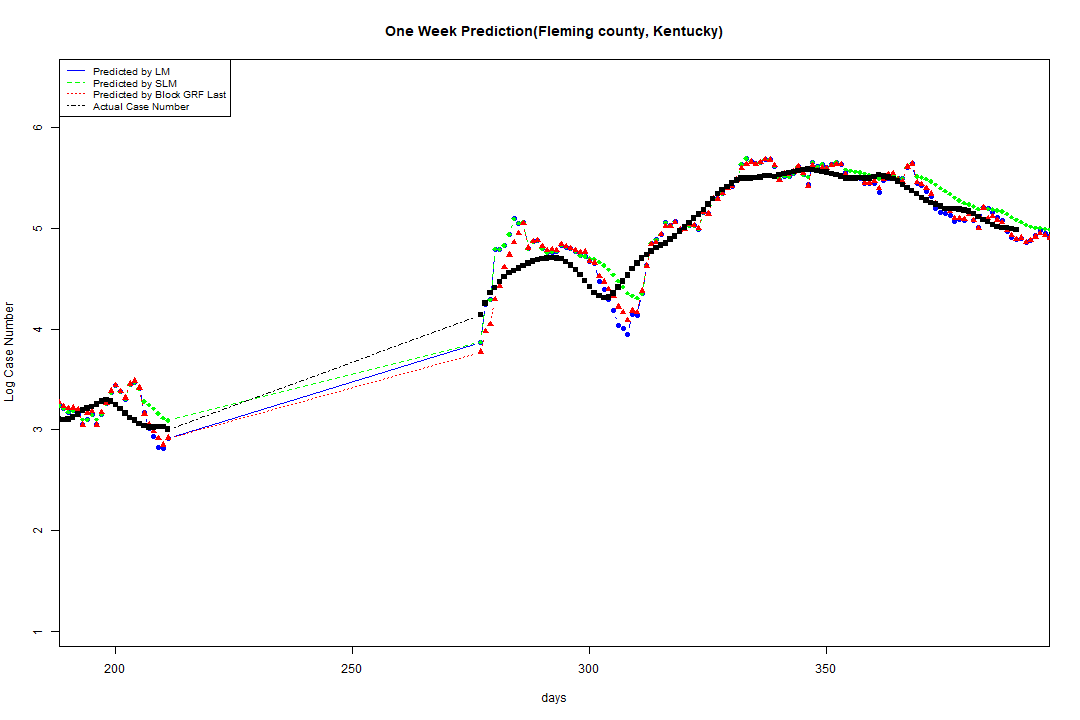 One Week Prediction(Fleming county, Kentucky)
Predicted by LM
Predicted by SLM
Predicted by Block GRF Last
Actual Case Number
6
5
4
3
2
1
Log Case Number
200
250
300
350
days